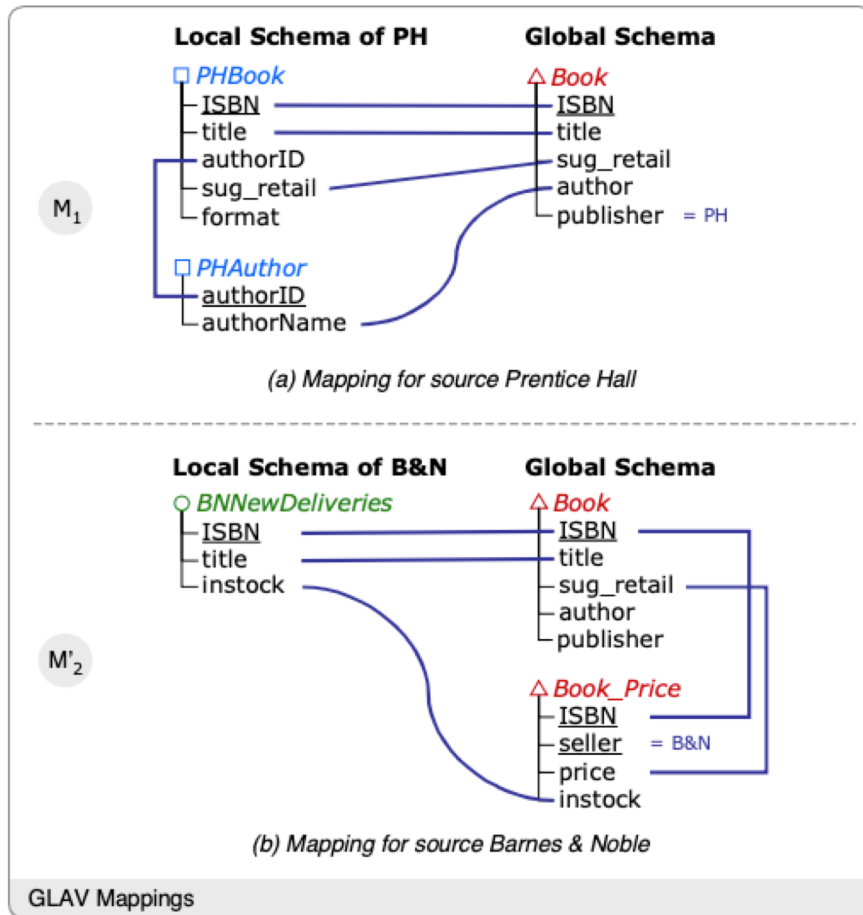 Local Schema of PH Global Schema
PHBook Book
ISBN ISBN
title title
authorID sug_retail
sug_retail author
format publisher = PH
M1
PHAuthor
authorID
authorName
(a) Mapping for source Prentice Hall
Local Schema of B&N Global Schema
BNNewDeliveries Book
ISBN ISBN
title title
instock sug_retail
author
publisher
M'2
Book_Price
ISBN
seller = B&N
price
instock
(b) Mapping for source Barnes & Noble
GLAV Mappings